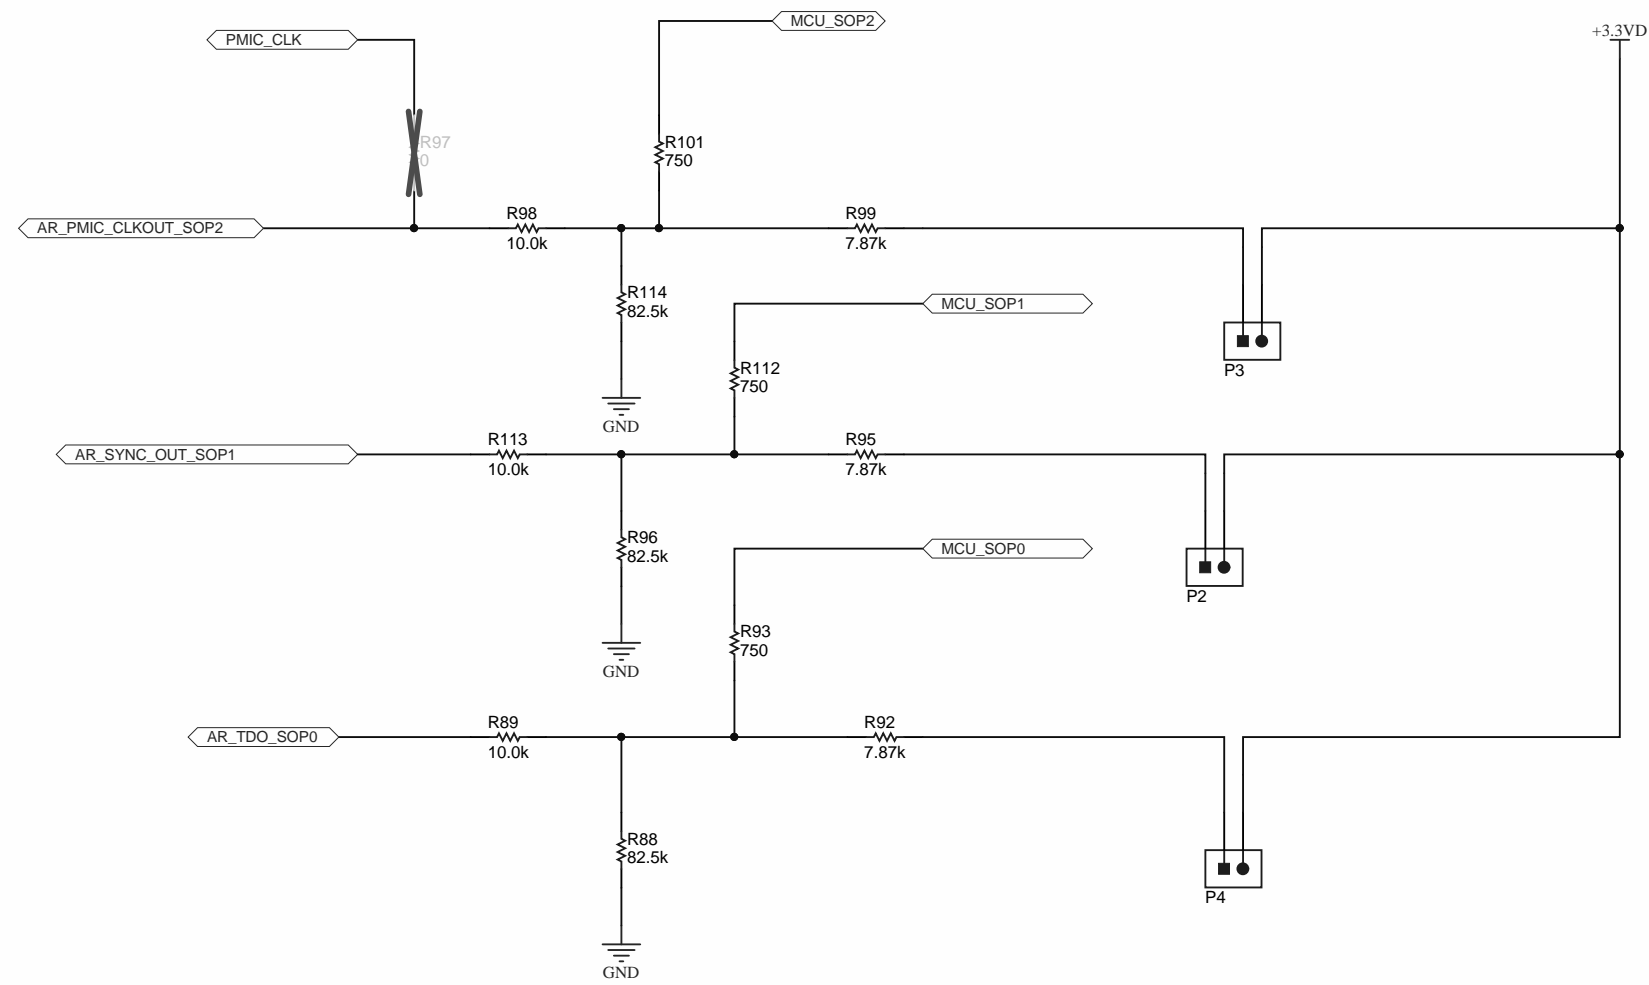 MCU_SOP2
+3.3VD
PMIC_CLK
R97
0
R101
750
AR_PMIC_CLKOUT_SOP2
R98
10.0k
R99
7.87k
R114
82.5k
MCU_SOP1
GND
R112
750
P3
AR_SYNC_OUT_SOP1
R113
10.0k
R95
7.87k
R96
82.5k
MCU_SOP0
GND
P2
R93
750
AR_TDO_SOP0
R89
10.0k
R92
7.87k
R88
82.5k
P4
GND